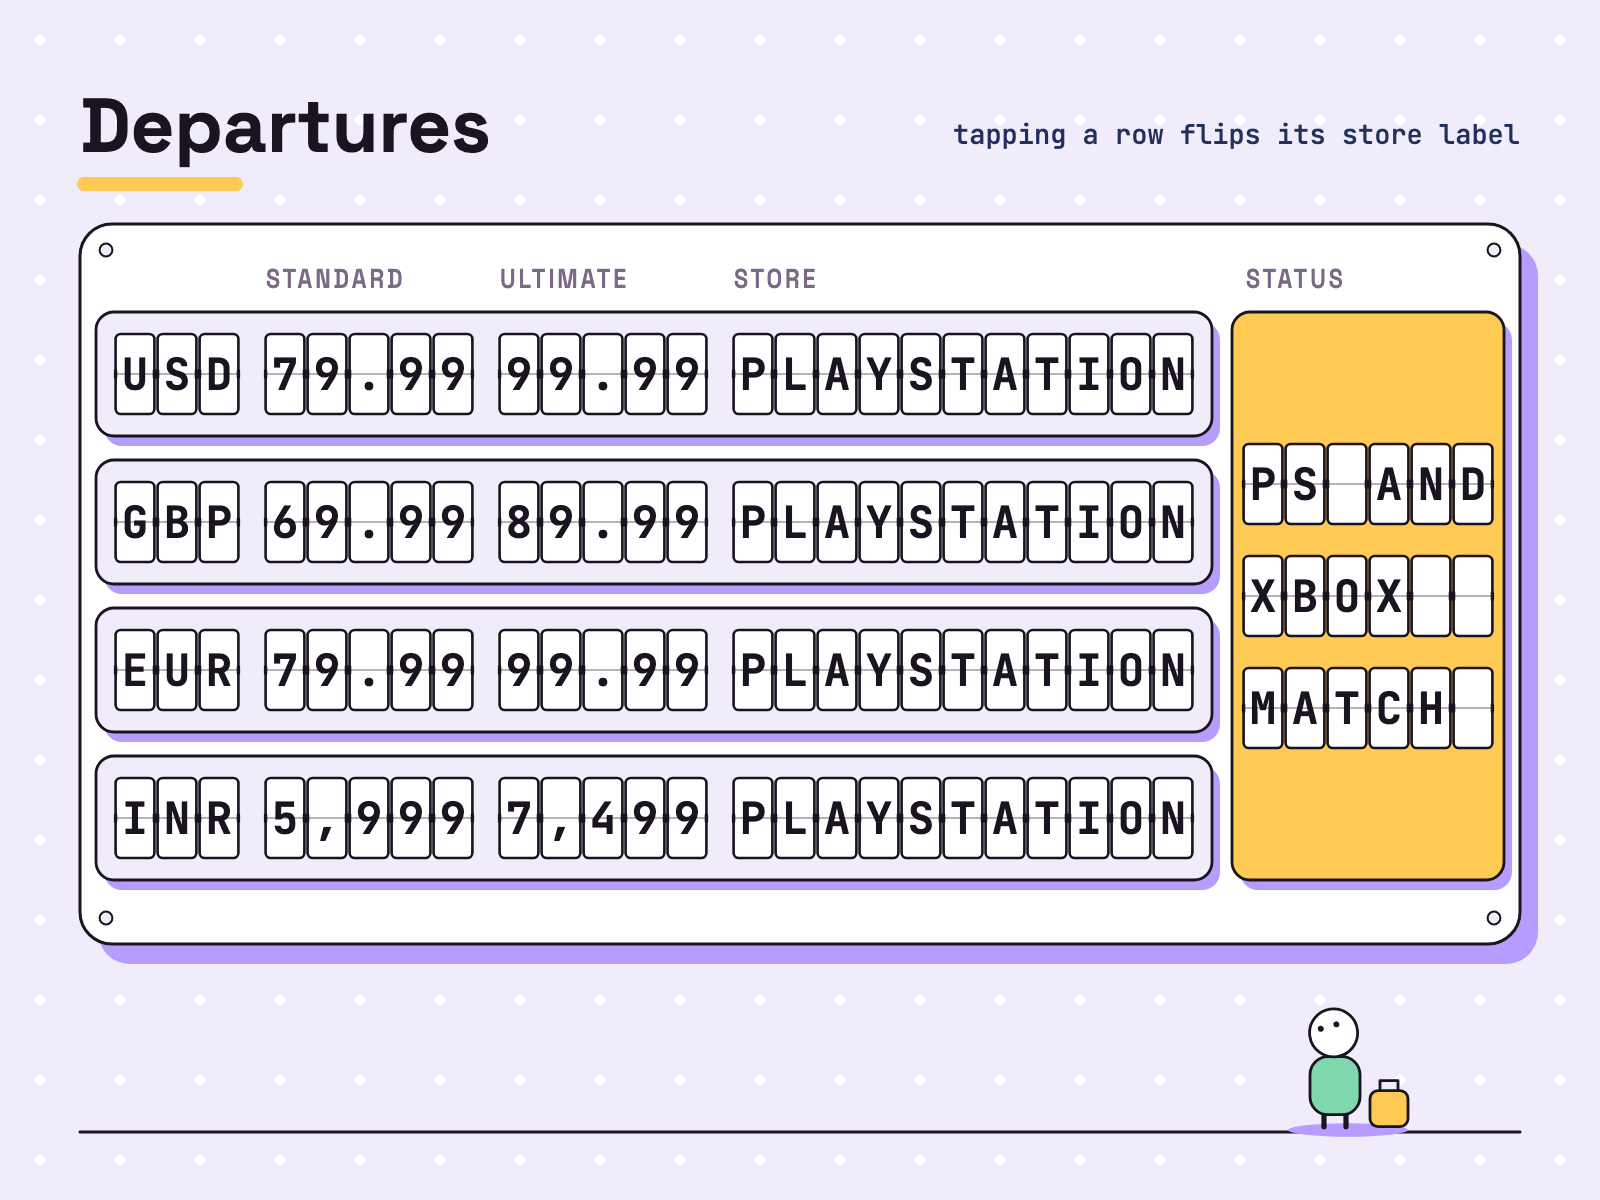 Departures
tapping a row flips its store label
STANDARD ULTIMATE STORE STATUS
USD 79.99 99.99 PLAYSTATION
GBP 69.99 89.99 PLAYSTATION
EUR 79.99 99.99 PLAYSTATION
INR 5,999 7,499 PLAYSTATION
PS AND
XBOX
MATCH